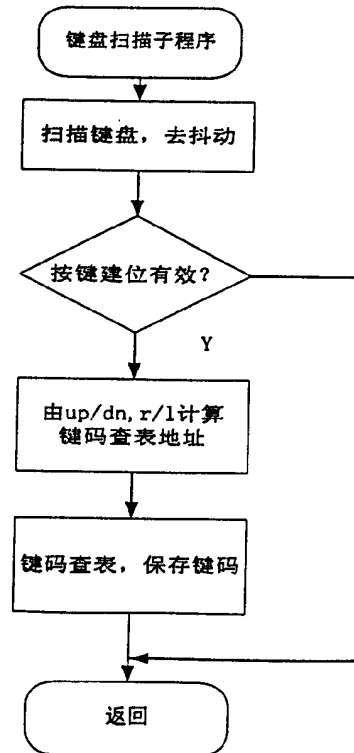 键盘扫描子程序
扫描键盘，去抖动
按键建位有效？
Y
由up/dn,r/l计算
键码查表地址
键码查表，保存键码
返回